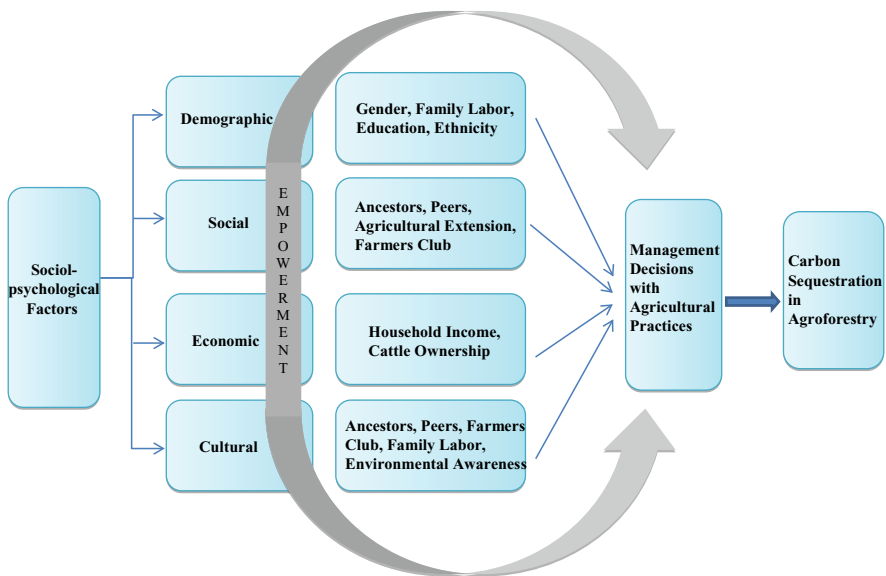 Sociol-
psychological
Factors
Demographic
Social
Economic
Cultural
EMPOWERMENT
Gender, Family Labor,
Education, Ethnicity
Ancestors, Peers,
Agricultural Extension,
Farmers Club
Household Income,
Cattle Ownership
Ancestors, Peers, Farmers
Club, Family Labor,
Environmental Awareness
Management
Decisions
with
Agricultural
Practices
Carbon
Sequestration
in
Agroforestry